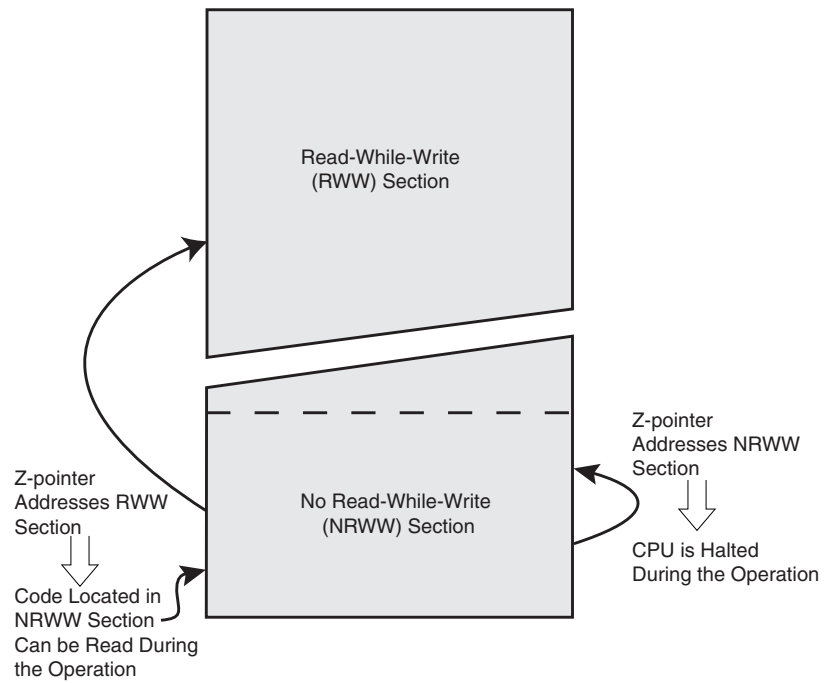 Read-While-Write
(RWW) Section
Z-pointer
Addresses NRWW
Section
CPU is Halted
During the Operation
No Read-While-Write
(NRWW) Section
Z-pointer
Addresses RWW
Section
Code Located in
NRWW Section
Can be Read During
the Operation